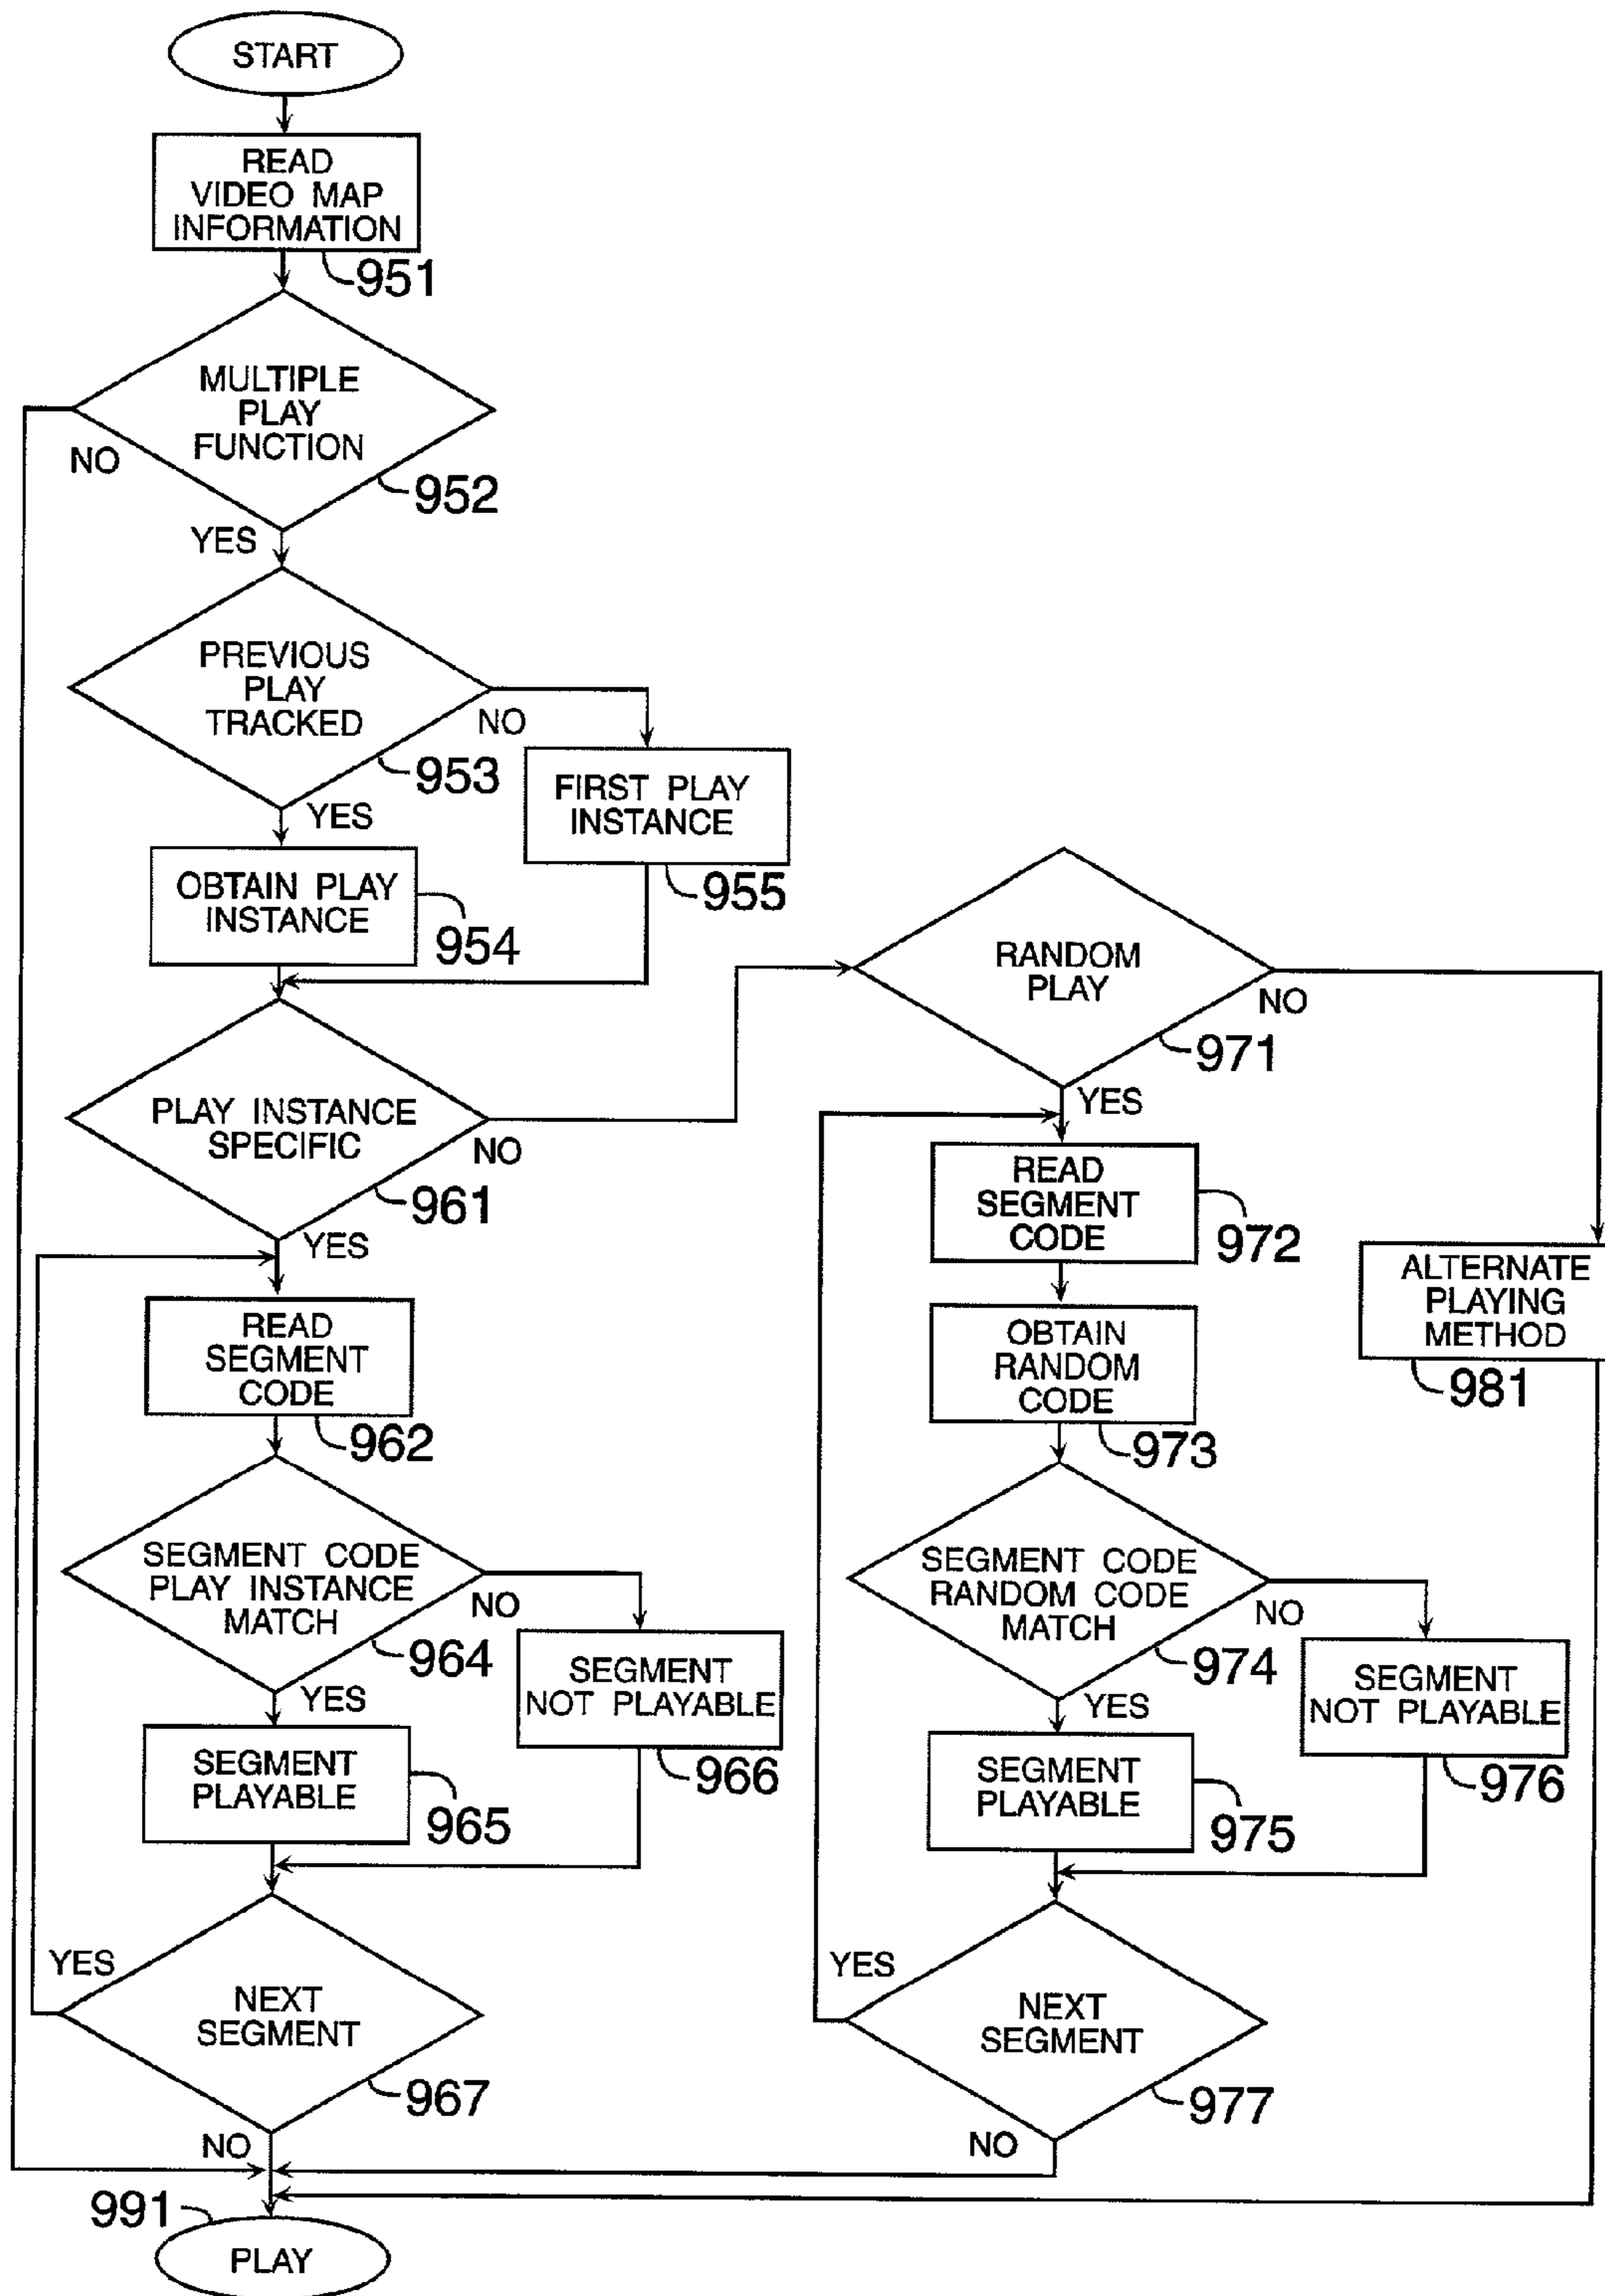 START
READ
VIDEO MAP
INFORMATION
951
MULTIPLE
PLAY
FUNCTION
NO
952
YES
PREVIOUS
PLAY
TRACKED
NO
953
YES
FIRST PLAY
INSTANCE
955
OBTAIN PLAY
INSTANCE
954
PLAY INSTANCE
SPECIFIC
NO
961
YES
READ
SEGMENT
CODE
962
SEGMENT CODE
PLAY INSTANCE
MATCH
NO
964
YES
SEGMENT
NOT PLAYABLE
966
SEGMENT
PLAYABLE
965
YES
NEXT
SEGMENT
967
NO
RANDOM
PLAY
NO
971
YES
READ
SEGMENT
CODE
972
OBTAIN
RANDOM
CODE
973
SEGMENT CODE
RANDOM CODE
MATCH
NO
974
YES
SEGMENT
NOT PLAYABLE
976
SEGMENT
PLAYABLE
975
YES
NEXT
SEGMENT
977
NO
ALTERNATE
PLAYING
METHOD
981
991
PLAY